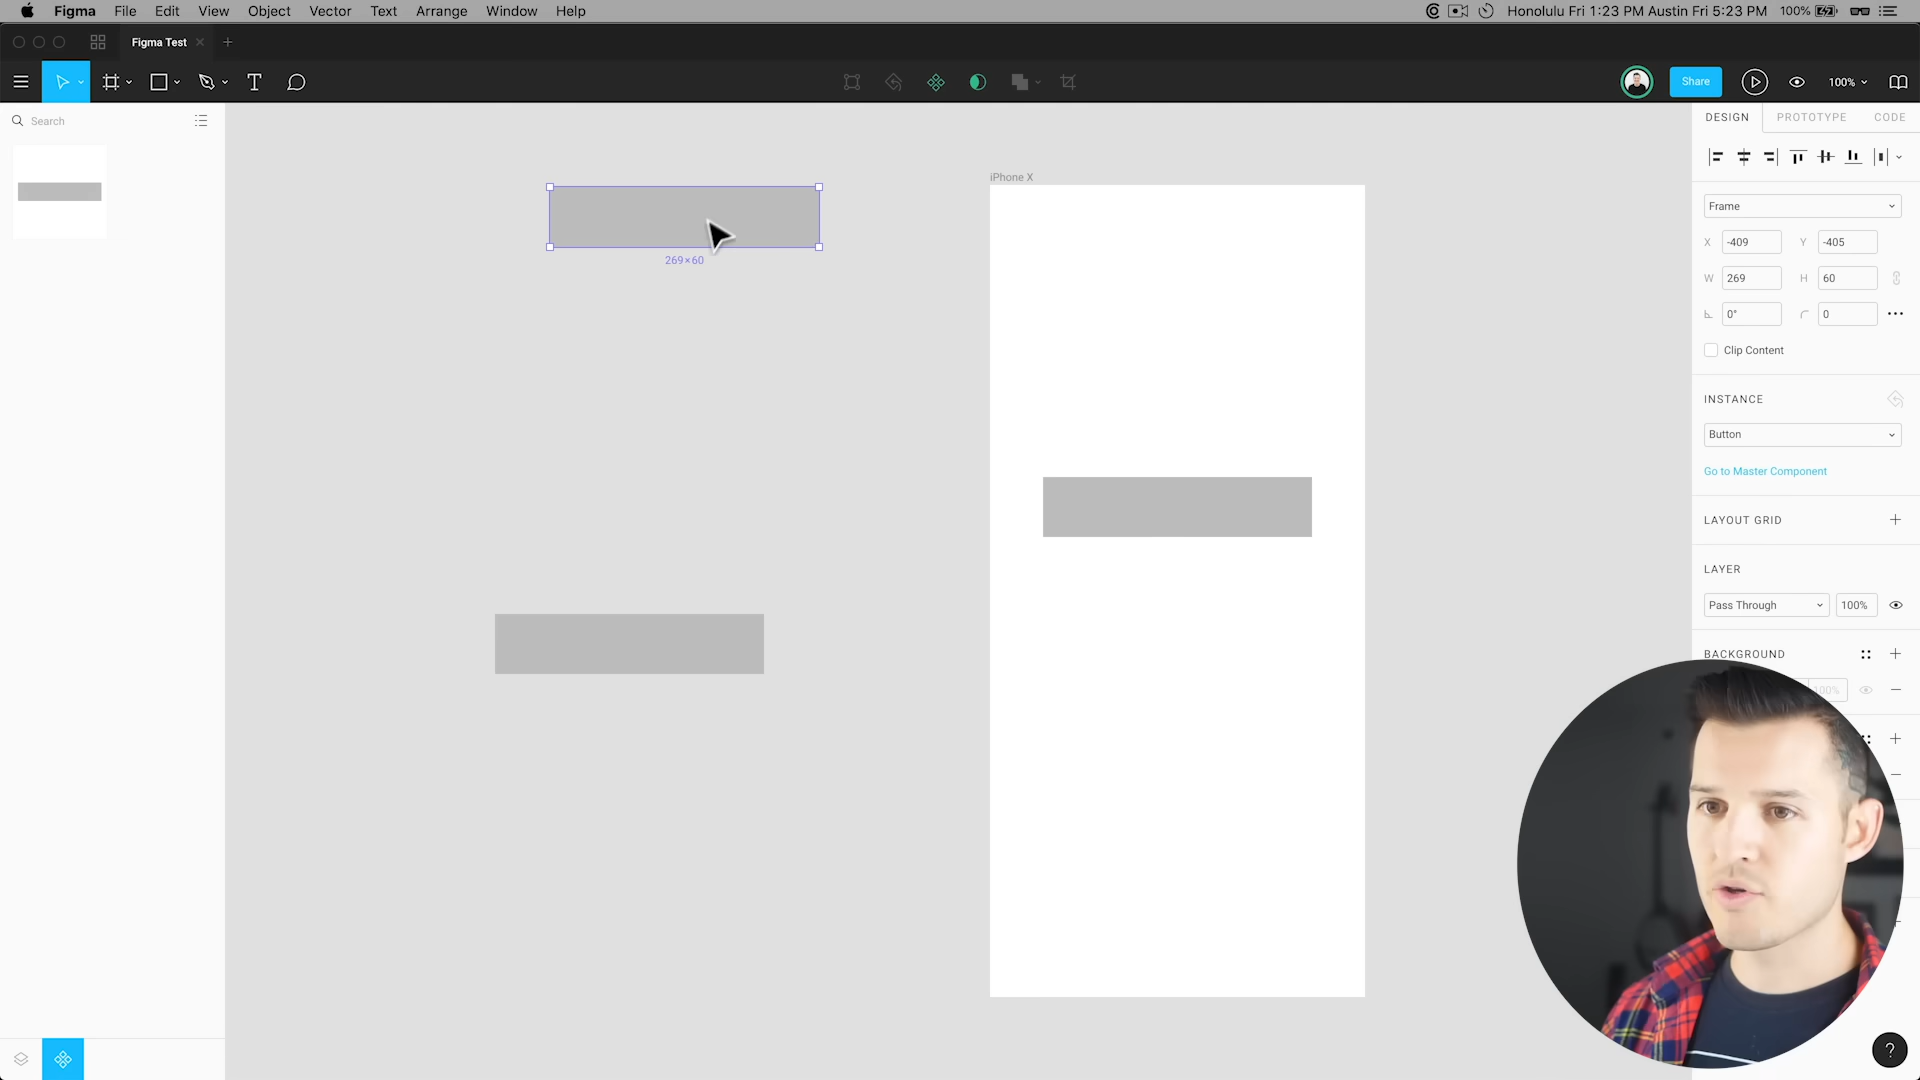 Figma File Edit View Object Vector Text Arrange Window Help Honolulu Fri 1:23 PM Austin Fri 5:23 PM 100%
Figma Test
Share 100%
Search
DESIGN PROTOTYPE CODE
iPhone X
Frame
X -409 Y -405
W 269 H 60
0° 0
269×60
Clip Content
INSTANCE
Button
Go to Master Component
LAYOUT GRID
LAYER
Pass Through 100%
BACKGROUND
100%
?